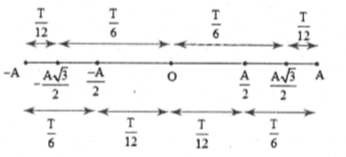 T/12 T/6 T/6 T/12
-A -A√3/2 -A/2 O A/2 A√3/2 A
T/6 T/12 T/12 T/6